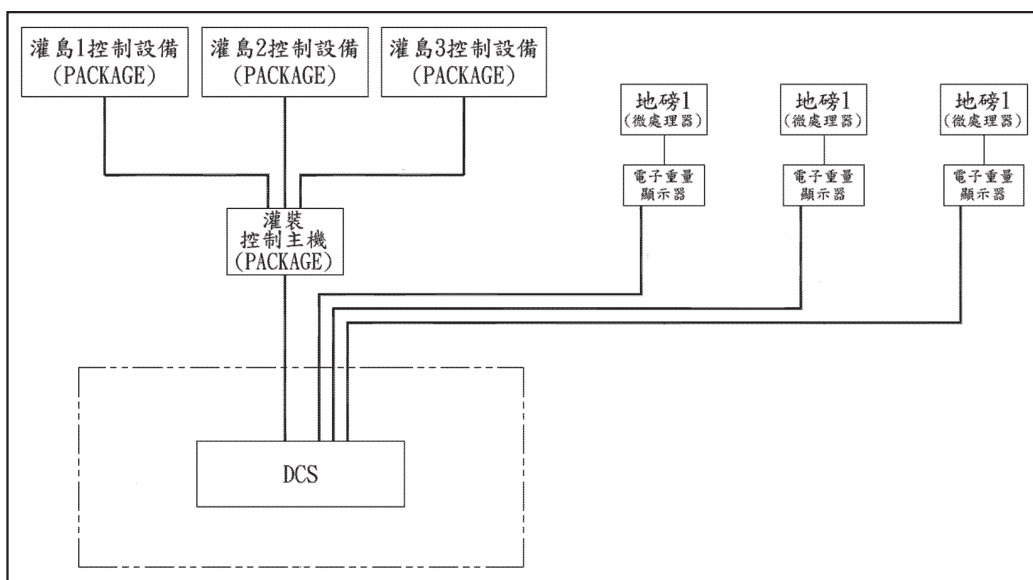 灌島1控制設備
(PACKAGE)
灌島2控制設備
(PACKAGE)
灌島3控制設備
(PACKAGE)
地磅1
(微處理器)
地磅1
(微處理器)
地磅1
(微處理器)
電子重量
顯示器
電子重量
顯示器
電子重量
顯示器
灌裝
控制主機
(PACKAGE)
DCS